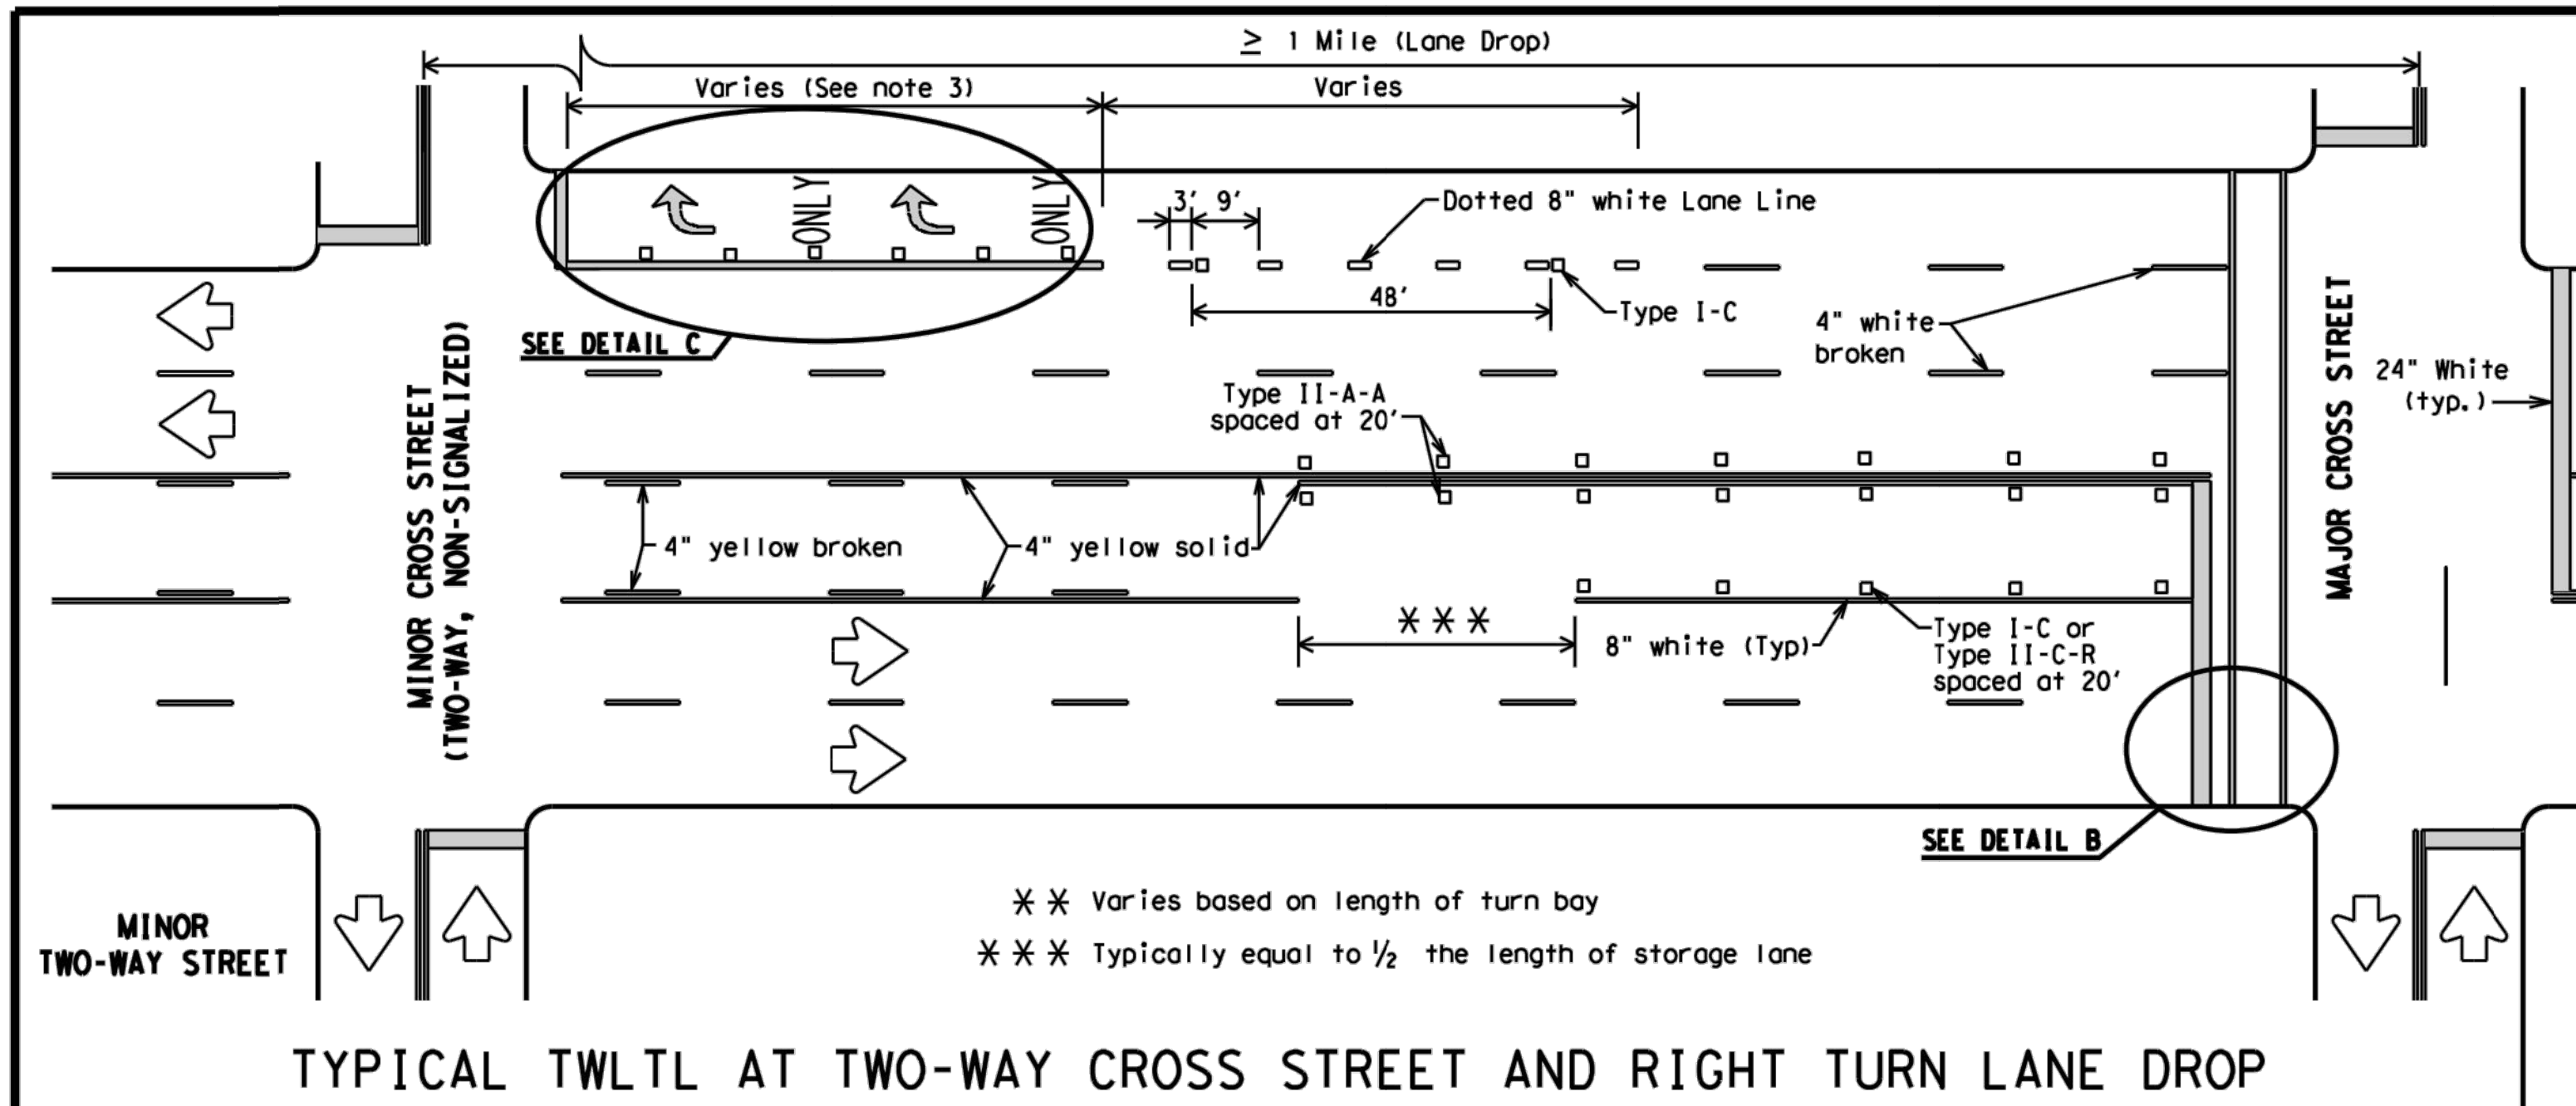 ≥ 1 Mile (Lane Drop)
Varies (See note 3)
Varies
ONLY
ONLY
3' 9'
Dotted 8" white Lane Line
48'
Type I-C
SEE DETAIL C
4" white
broken
MINOR CROSS STREET
(TWO-WAY, NON-SIGNALIZED)
MAJOR CROSS STREET
24" White
(typ.)
Type II-A-A
spaced at 20'
4" yellow broken
4" yellow solid
***
8" white (Typ)
Type I-C or
Type II-C-R
spaced at 20'
SEE DETAIL B
MINOR
TWO-WAY STREET
** Varies based on length of turn bay
*** Typically equal to ½ the length of storage lane
TYPICAL TWLTL AT TWO-WAY CROSS STREET AND RIGHT TURN LANE DROP